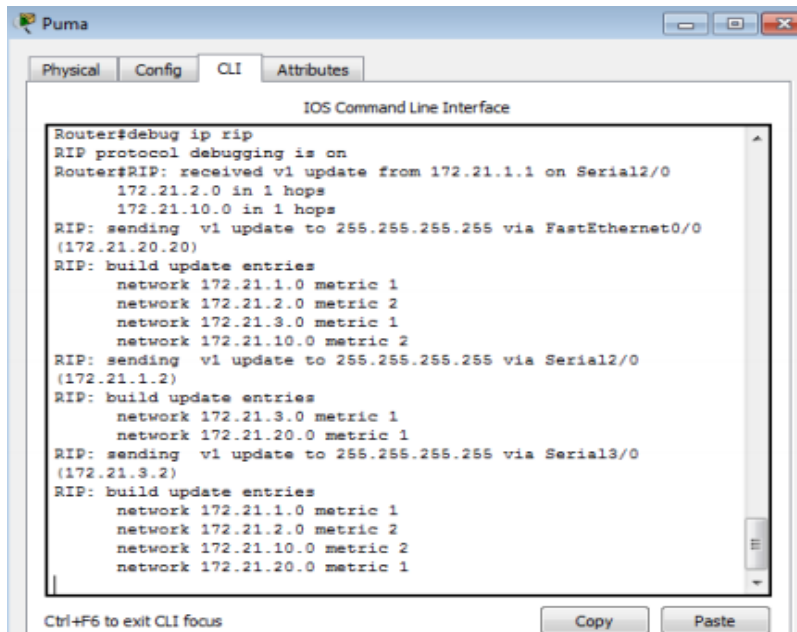 Puma
Physical Config CLI Attributes
IOS Command Line Interface
Router#debug ip rip
RIP protocol debugging is on
Router#RIP: received v1 update from 172.21.1.1 on Serial2/0
172.21.2.0 in 1 hops
172.21.10.0 in 1 hops
RIP: sending v1 update to 255.255.255.255 via FastEthernet0/0
(172.21.20.20)
RIP: build update entries
network 172.21.1.0 metric 1
network 172.21.2.0 metric 2
network 172.21.3.0 metric 1
network 172.21.10.0 metric 2
RIP: sending v1 update to 255.255.255.255 via Serial2/0
(172.21.1.2)
RIP: build update entries
network 172.21.3.0 metric 1
network 172.21.20.0 metric 1
RIP: sending v1 update to 255.255.255.255 via Serial3/0
(172.21.3.2)
RIP: build update entries
network 172.21.1.0 metric 1
network 172.21.2.0 metric 2
network 172.21.10.0 metric 2
network 172.21.20.0 metric 1
Ctrl+F6 to exit CLI focus
Copy Paste